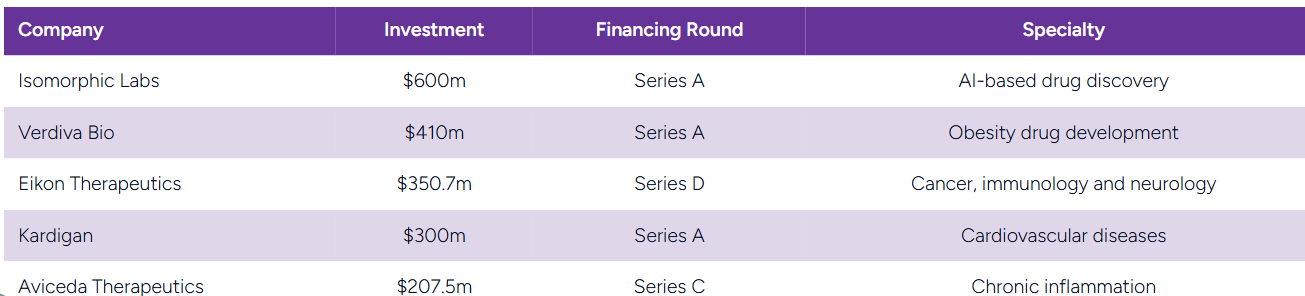 Company Investment Financing Round Specialty
Isomorphic Labs $600m Series A AI-based drug discovery
Verdiva Bio $410m Series A Obesity drug development
Eikon Therapeutics $350.7m Series D Cancer, immunology and neurology
Kardigan $300m Series A Cardiovascular diseases
Aviceda Therapeutics $207.5m Series C Chronic inflammation